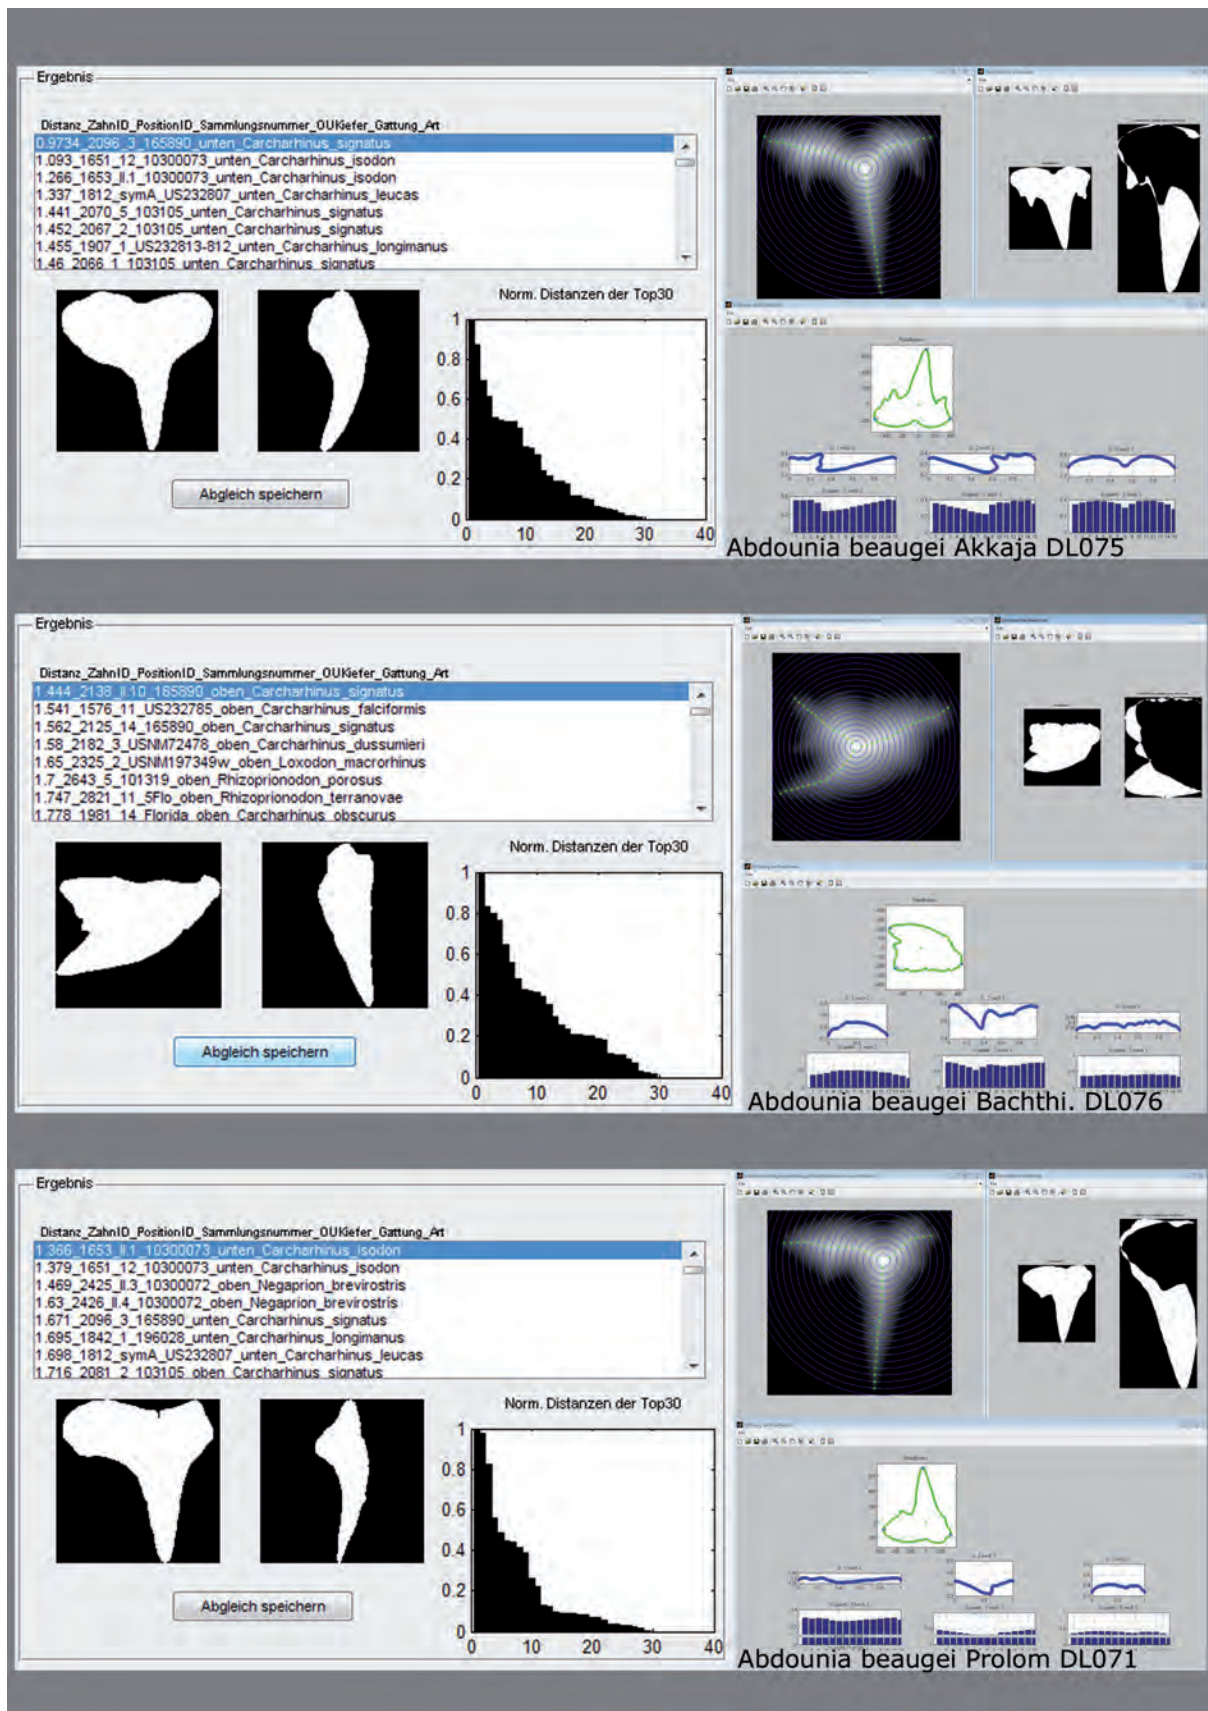 Ergebnis
Distanz_ZahnID_PositionID_Sammlungsnummer_OUKiefer_Gattung_Art
0.9734_2096_3_165890_unten_Carcharhinus_signatus
1.093_1651_12_10300073_unten_Carcharhinus_isodon
1.266_1653_II.1_10300073_unten_Carcharhinus_isodon
1.337_1812_symA_US232807_unten_Carcharhinus_leucas
1.441_2070_5_103105_unten_Carcharhinus_signatus
1.452_2067_2_103105_unten_Carcharhinus_signatus
1.455_1907_1_US232813-812_unten_Carcharhinus_longimanus
1.46_2066_1_103105_unten_Carcharhinus_signatus
Norm. Distanzen der Top30
1
0.8
0.6
0.4
0.2
0
0 10 20 30 40
Abgleich speichern
Abdounia beaugei Akkaja DL075
Ergebnis
Distanz_ZahnID_PositionID_Sammlungsnummer_OUKiefer_Gattung_Art
1.444_2138_II.10_165890_oben_Carcharhinus_signatus
1.541_1576_11_US232785_oben_Carcharhinus_falciformis
1.562_2125_14_165890_oben_Carcharhinus_signatus
1.58_2182_3_USNM72478_oben_Carcharhinus_dussumieri
1.65_2325_2_USNM197349w_oben_Loxodon_macrorhinus
1.7_2643_5_101319_oben_Rhizoprionodon_porosus
1.747_2821_11_5Flo_oben_Rhizoprionodon_terranovae
1.778_1981_14_Florida_oben_Carcharhinus_obscurus
Norm. Distanzen der Top30
1
0.8
0.6
0.4
0.2
0
0 10 20 30 40
Abgleich speichern
Abdounia beaugei Bachthi. DL076
Ergebnis
Distanz_ZahnID_PositionID_Sammlungsnummer_OUKiefer_Gattung_Art
1.366_1653_II.1_10300073_unten_Carcharhinus_isodon
1.379_1651_12_10300073_unten_Carcharhinus_isodon
1.469_2425_II.3_10300072_oben_Negaprion_brevirostris
1.63_2426_II.4_10300072_oben_Negaprion_brevirostris
1.671_2096_3_165890_unten_Carcharhinus_signatus
1.695_1842_1_196028_unten_Carcharhinus_longimanus
1.698_1812_symA_US232807_unten_Carcharhinus_leucas
1.716_2081_2_103105_oben_Carcharhinus_signatus
Norm. Distanzen der Top30
1
0.8
0.6
0.4
0.2
0
0 10 20 30 40
Abgleich speichern
Abdounia beaugei Prolom DL071